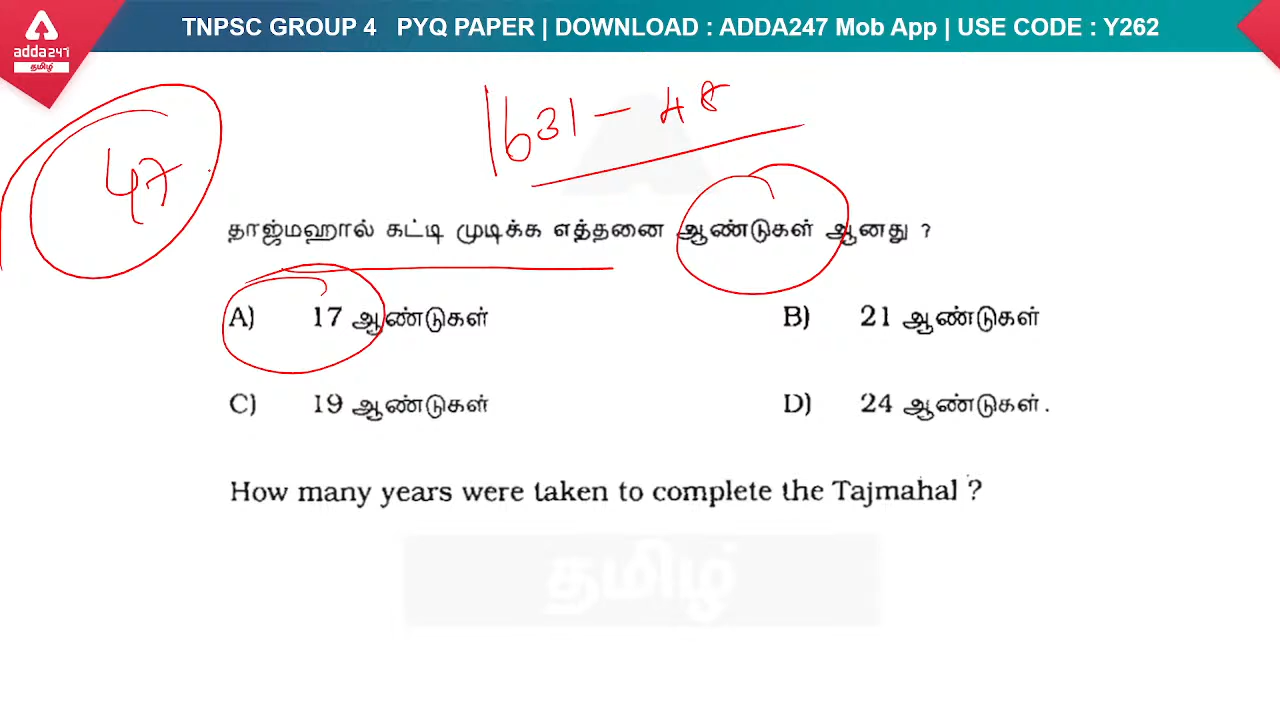 TNPSC GROUP 4 PYQ PAPER | DOWNLOAD : ADDA247 Mob App | USE CODE : Y262
adda247
தமிழ்
1631 - 48
47
தாஜ்மஹால் கட்டி முடிக்க எத்தனை ஆண்டுகள் ஆனது ?
A) 17 ஆண்டுகள் B) 21 ஆண்டுகள்
C) 19 ஆண்டுகள் D) 24 ஆண்டுகள்.
How many years were taken to complete the Tajmahal ?
தமிழ்